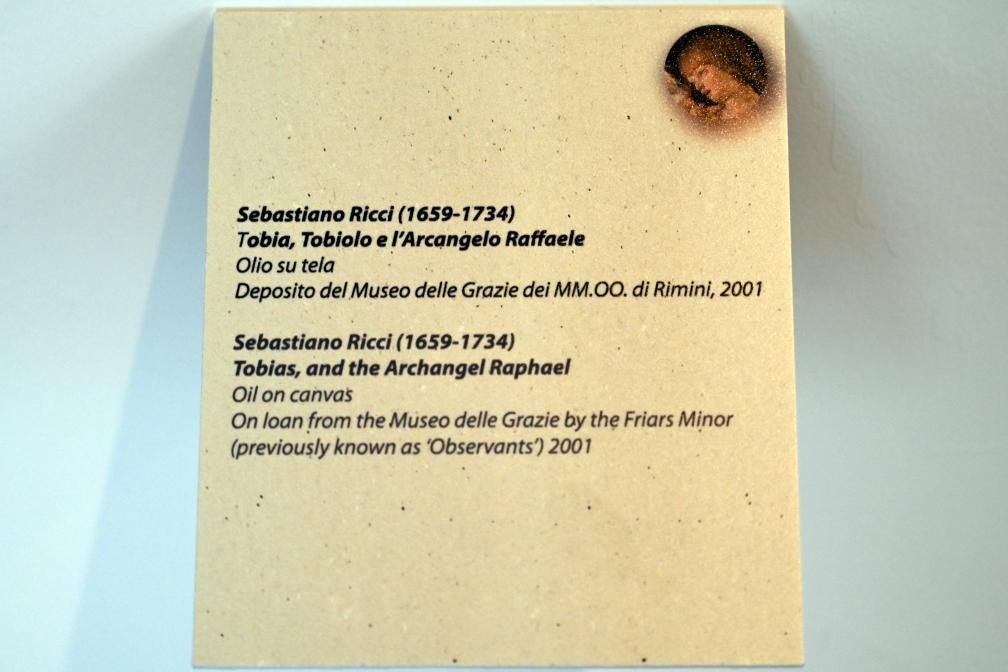 Sebastiano Ricci (1659-1734)
Tobia, Tobiolo e l'Arcangelo Raffaele
Olio su tela
Deposito del Museo delle Grazie dei MM.OO. di Rimini, 2001
Sebastiano Ricci (1659-1734)
Tobias, and the Archangel Raphael
Oil on canvas
On loan from the Museo delle Grazie by the Friars Minor
(previously known as 'Observants') 2001